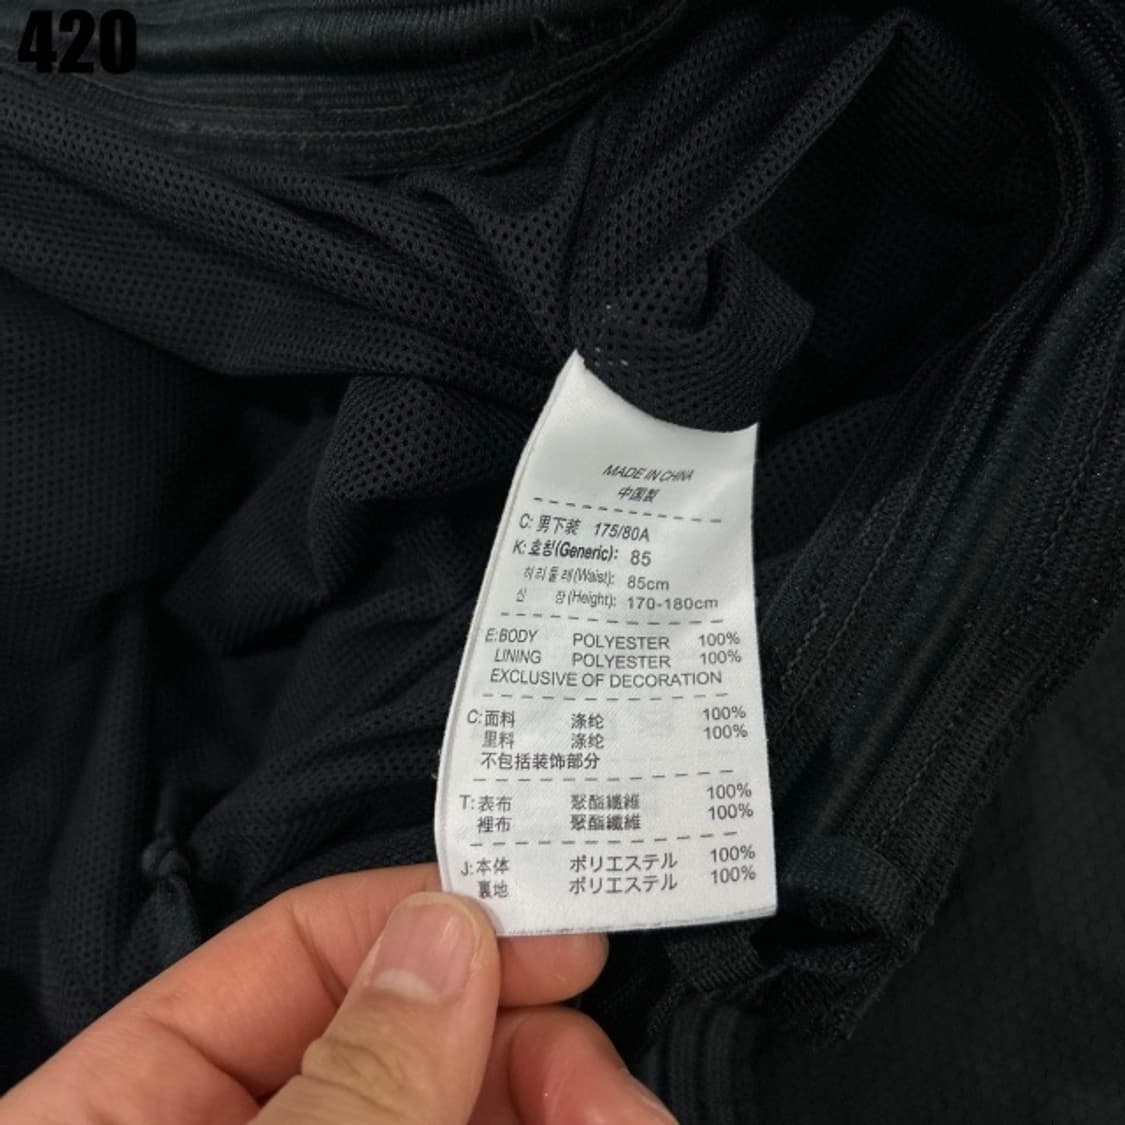 420
MADE IN CHINA
中国製
C: 男下装 175/80A
K: 호칭(Generic): 85
허리둘레(Waist): 85cm
신 장(Height): 170-180cm
E:BODY POLYESTER 100%
LINING POLYESTER 100%
EXCLUSIVE OF DECORATION
C:面料 涤纶 100%
里料 涤纶 100%
不包括装饰部分
T:表布 聚酯纖維 100%
裡布 聚酯纖維 100%
J:本体 ポリエステル 100%
裏地 ポリエステル 100%